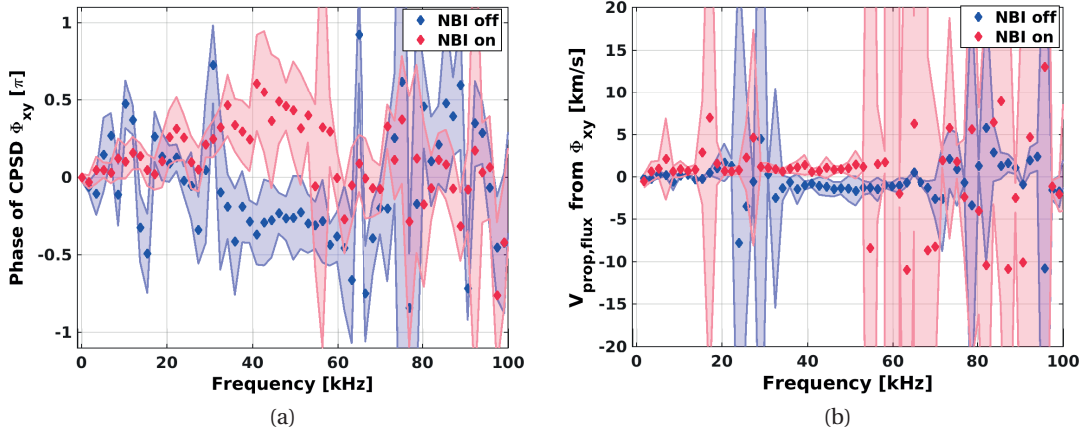 NBI off
NBI on
Phase of CPSD Φxy [π]
1
0.5
0
-0.5
-1
0
20
40
60
80
100
Frequency [kHz]
(a)
NBI off
NBI on
Vprop,flux from Φxy [km/s]
20
15
10
5
0
-5
-10
-15
-20
0
20
40
60
80
100
Frequency [kHz]
(b)